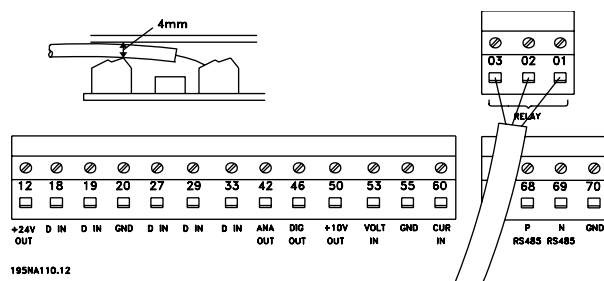 4mm
03 02 01
RELAY
12 18 19 20 27 29 33 42 46 50 53 55 60
68 69 70
+24V OUT D IN D IN GND D IN D IN D IN ANA OUT DIG OUT +10V OUT VOLT IN GND CUR IN
P RS485 N RS485 GND
195NA110.12